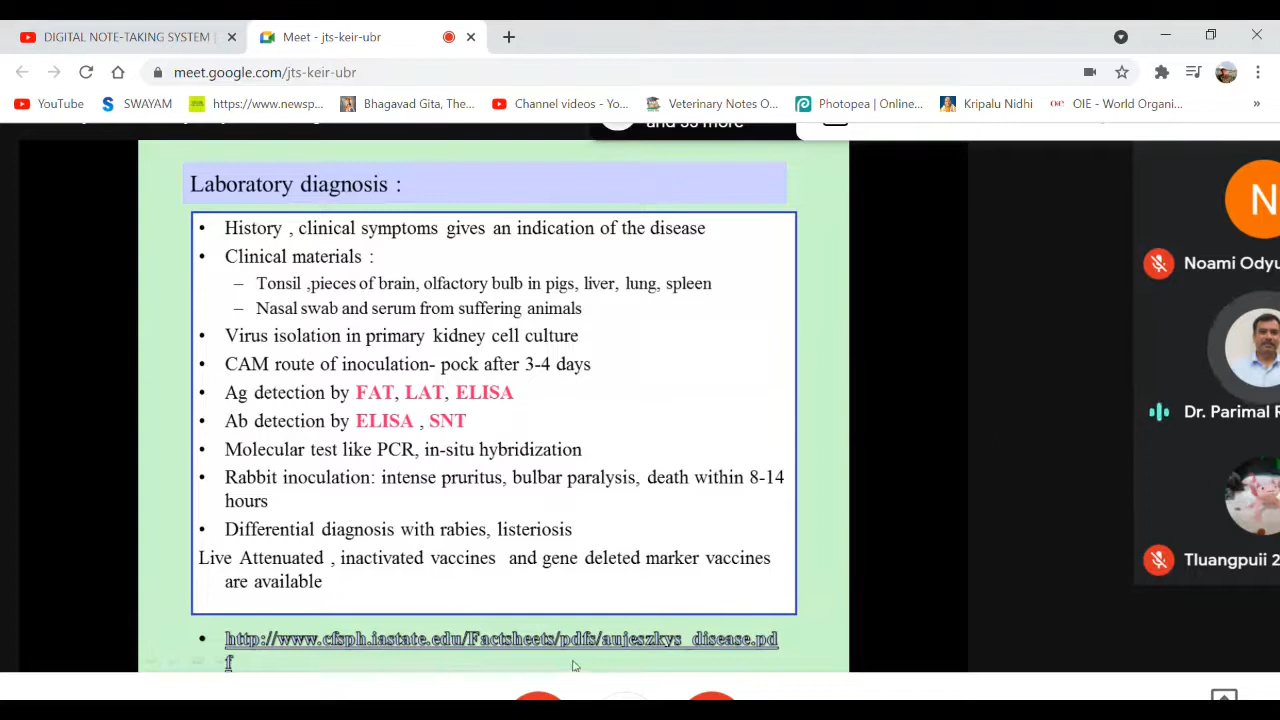 DIGITAL NOTE-TAKING SYSTEM
Meet - jts-keir-ubr
meet.google.com/jts-keir-ubr
YouTube
SWAYAM
https://www.newsp...
Bhagavad Gita, The...
Channel videos - Yo...
Veterinary Notes O...
Photopea | Online...
Kripalu Nidhi
OIE - World Organi...
»
and 33 more
Laboratory diagnosis :
• History , clinical symptoms gives an indication of the disease
• Clinical materials :
– Tonsil ,pieces of brain, olfactory bulb in pigs, liver, lung, spleen
– Nasal swab and serum from suffering animals
• Virus isolation in primary kidney cell culture
• CAM route of inoculation- pock after 3-4 days
• Ag detection by FAT, LAT, ELISA
• Ab detection by ELISA , SNT
• Molecular test like PCR, in-situ hybridization
• Rabbit inoculation: intense pruritus, bulbar paralysis, death within 8-14
hours
• Differential diagnosis with rabies, listeriosis
Live Attenuated , inactivated vaccines and gene deleted marker vaccines
are available
• http://www.cfsph.iastate.edu/Factsheets/pdfs/aujeszkys_disease.pd
f
N
Noami Odyu
Dr. Parimal R
Tluangpuii 2